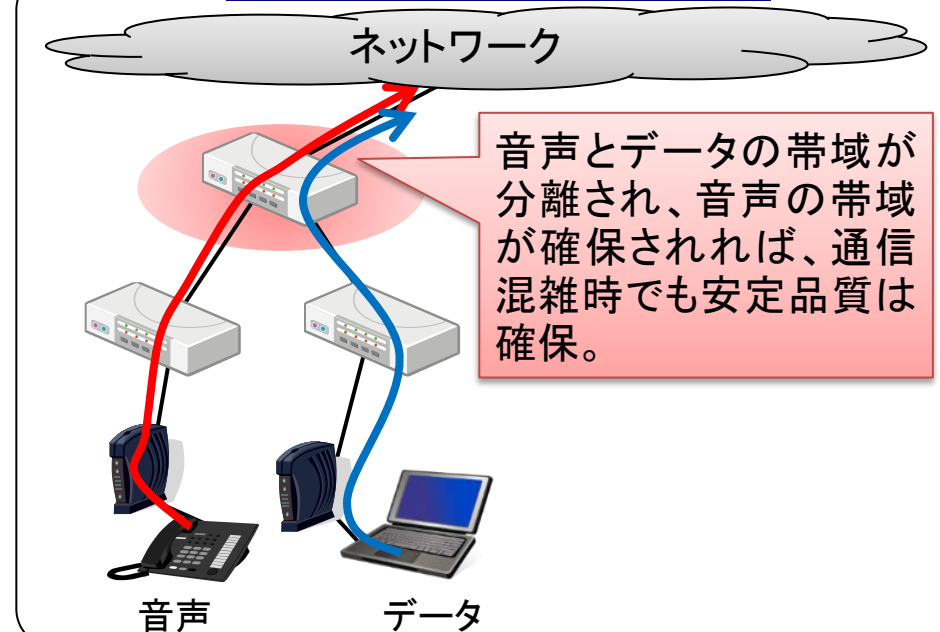 ネットワーク
音声とデータの帯域が
分離され、音声の帯域
が確保されれば、通信
混雑時でも安定品質は
確保。
音声 データ